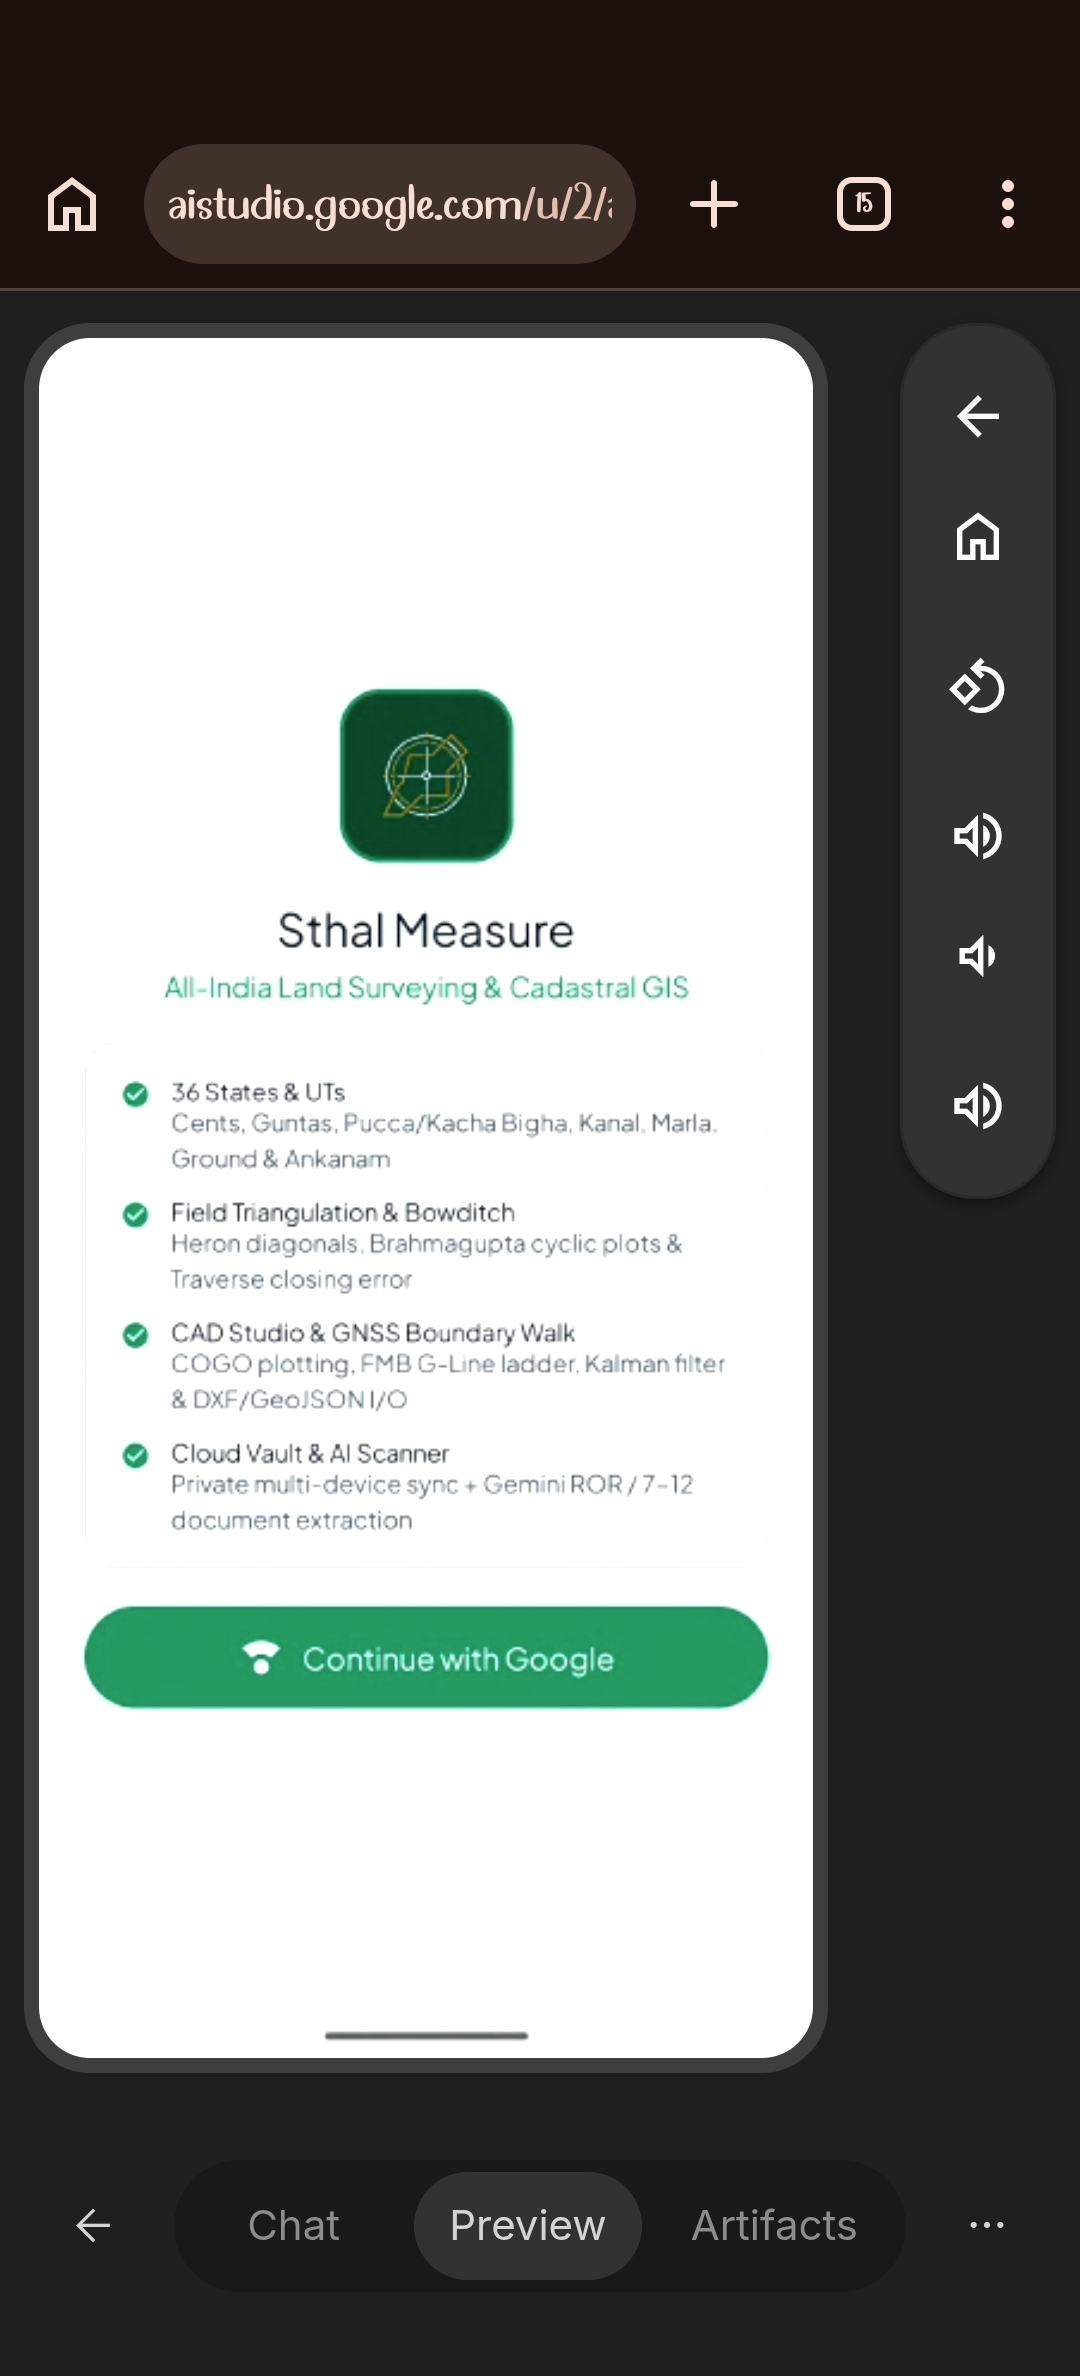 aistudio.google.com/u/2/
15
Sthal Measure
All-India Land Surveying & Cadastral GIS
36 States & UTs
Cents, Guntas, Pucca/Kacha Bigha, Kanal, Marla,
Ground & Ankanam
Field Triangulation & Bowditch
Heron diagonals, Brahmagupta cyclic plots &
Traverse closing error
CAD Studio & GNSS Boundary Walk
COGO plotting, FMB G-Line ladder, Kalman filter
& DXF/GeoJSON I/O
Cloud Vault & AI Scanner
Private multi-device sync + Gemini ROR / 7-12
document extraction
Continue with Google
Chat
Preview
Artifacts